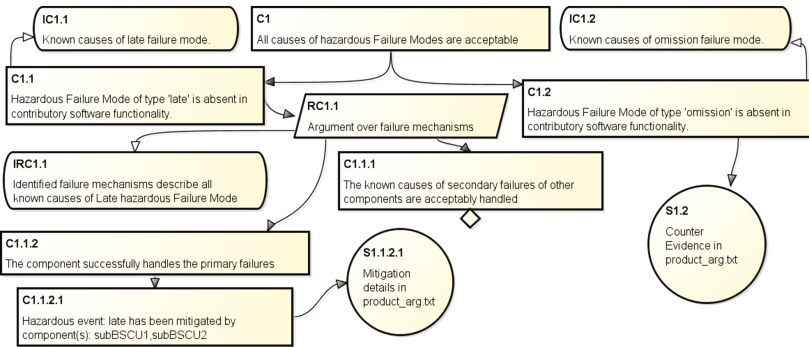 IC1.1
Known causes of late failure mode.
C1
All causes of hazardous Failure Modes are acceptable
IC1.2
Known causes of omission failure mode.
C1.1
Hazardous Failure Mode of type 'late' is absent in
contributory software functionality.
RC1.1
Argument over failure mechanisms
C1.2
Hazardous Failure Mode of type 'omission' is absent in
contributory software functionality.
IRC1.1
Identified failure mechanisms describe all
known causes of Late hazardous Failure Mode
C1.1.1
The known causes of secondary failures of other
components are acceptably handled
S1.2
Counter
Evidence in
product_arg.txt
C1.1.2
The component successfully handles the primary failures
S1.1.2.1
Mitigation
details in
product_arg.txt
C1.1.2.1
Hazardous event: late has been mitigated by
component(s): subBSCU1,subBSCU2